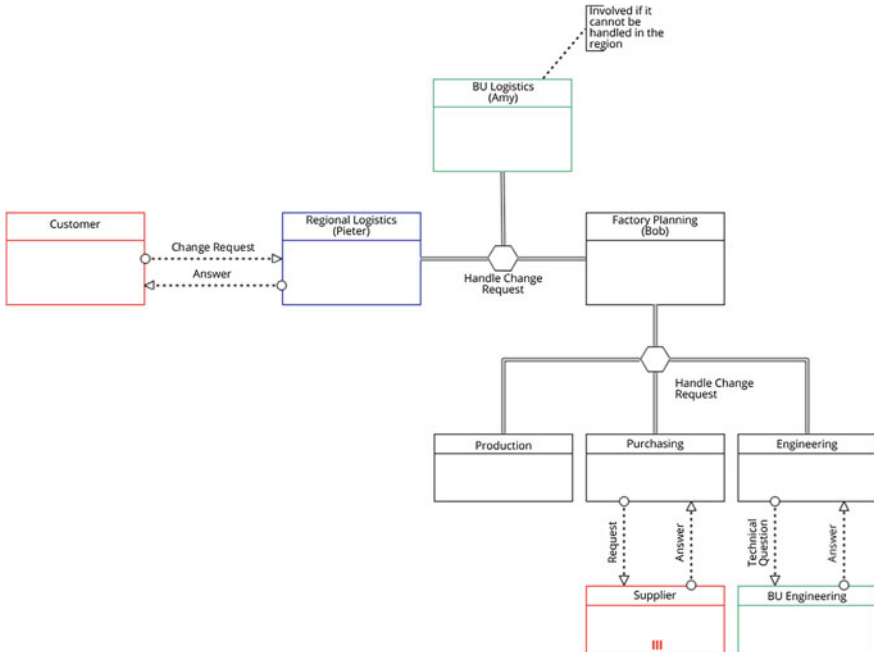 Involved if it
cannot be
handled in the
region
BU Logistics
(Amy)
Customer
Regional Logistics
(Pieter)
Factory Planning
(Bob)
Change Request
Answer
Handle Change
Request
Handle Change
Request
Production
Purchasing
Engineering
Request
Answer
Technical
Question
Answer
Supplier
BU Engineering